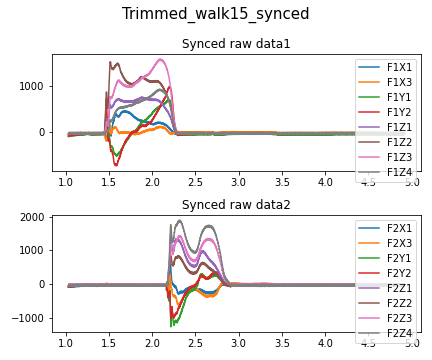 Trimmed_walk15_synced
Synced raw data1
1000
0
F1X1
F1X3
F1Y1
F1Y2
F1Z1
F1Z2
F1Z3
F1Z4
1.0 1.5 2.0 2.5 3.0 3.5 4.0 4.5 5.0
Synced raw data2
2000
1000
0
−1000
F2X1
F2X3
F2Y1
F2Y2
F2Z1
F2Z2
F2Z3
F2Z4
1.0 1.5 2.0 2.5 3.0 3.5 4.0 4.5 5.0